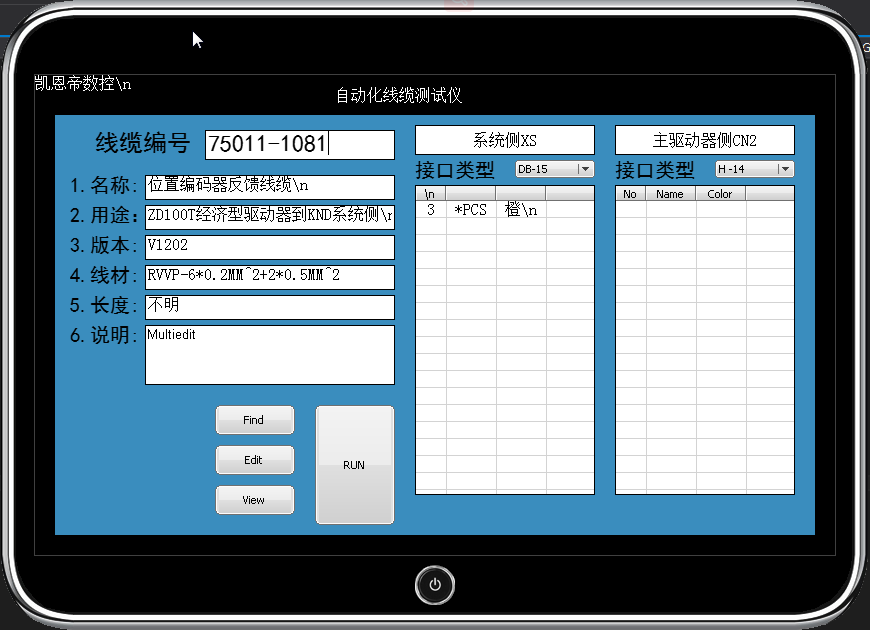 凯恩帝数控\n
自动化线缆测试仪
线缆编号 75011-1081
1.名称: 位置编码器反馈线缆\n
2.用途: ZD100T经济型驱动器到KND系统侧\r
3.版本: V1202
4.线材: RVVP-6*0.2MM^2+2*0.5MM^2
5.长度: 不明
6.说明: Multiedit
Find
Edit
View
RUN
系统侧XS
接口类型 DB-15
\n
3 *PCS 橙\n
主驱动器侧CN2
接口类型 H-14
No Name Color